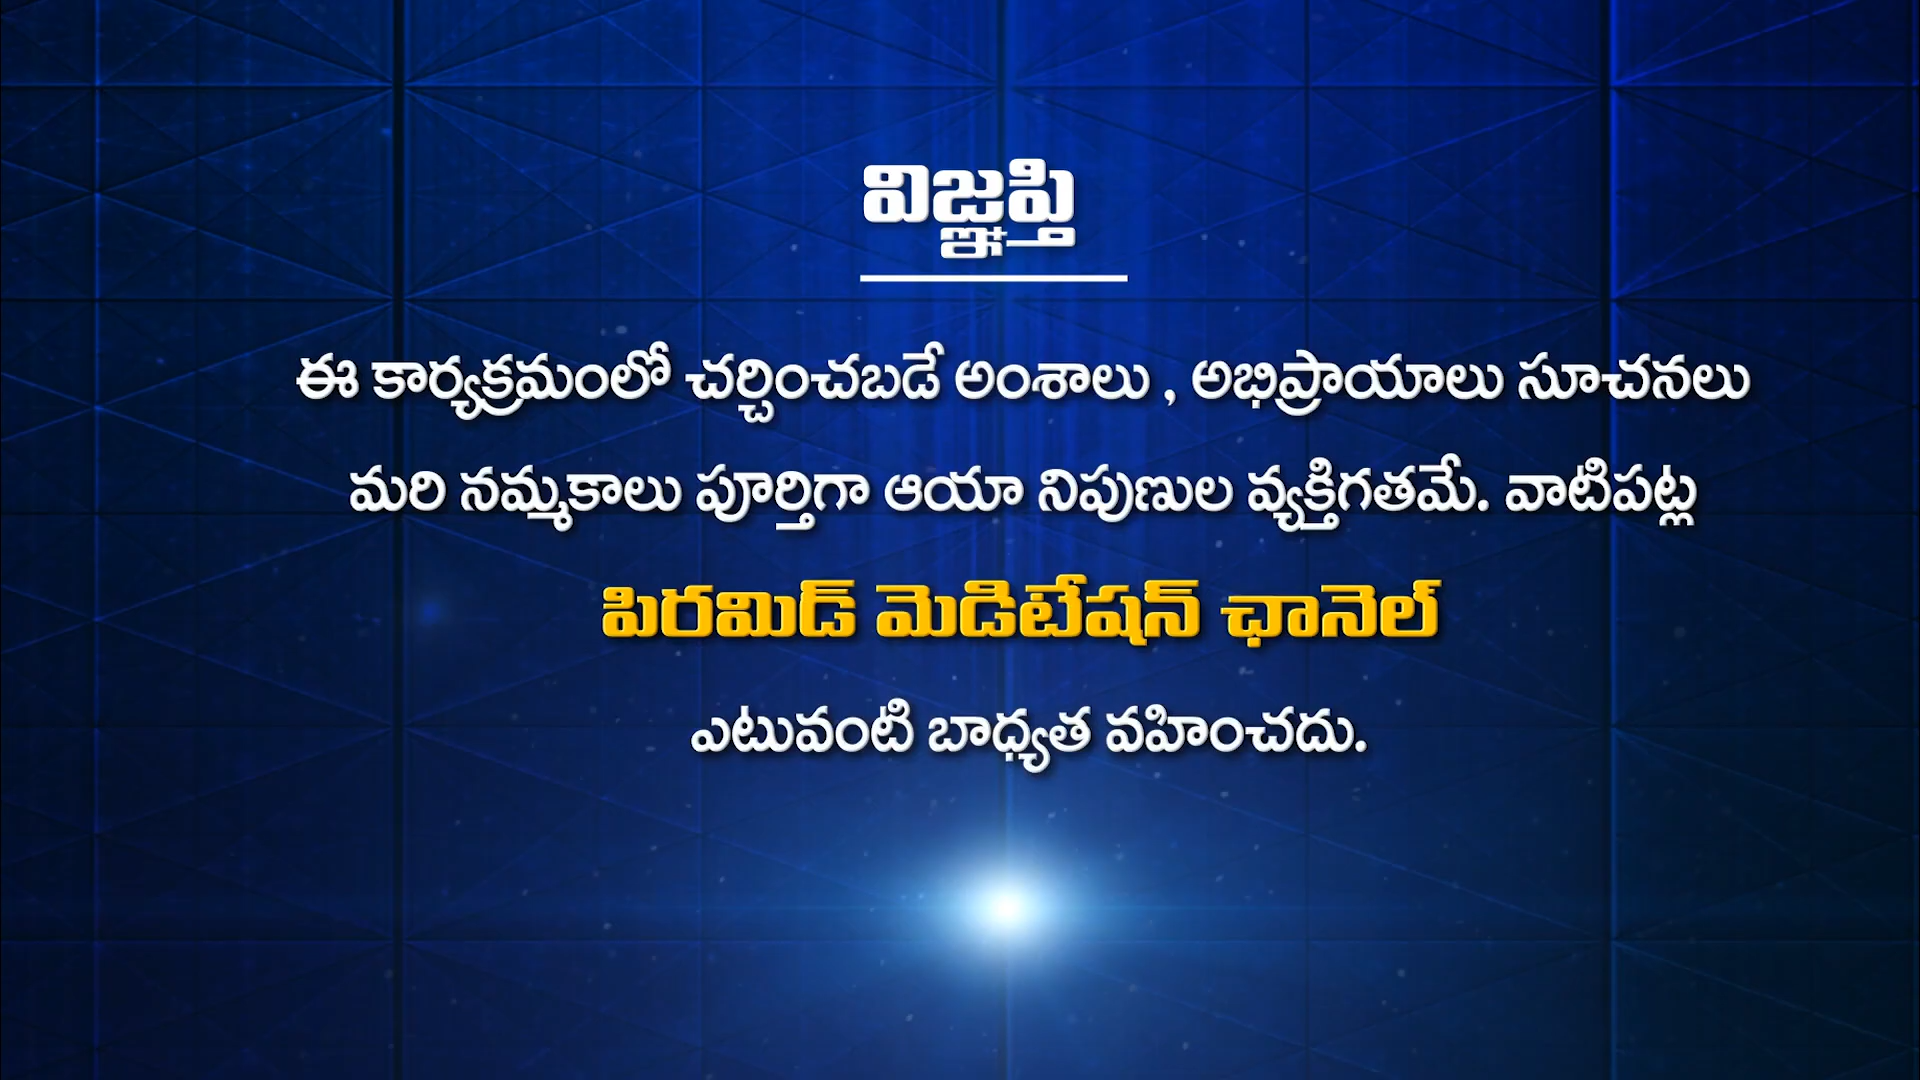 విజ్ఞప్తి
ఈ కార్యక్రమంలో చర్చించబడే అంశాలు , అభిప్రాయాలు సూచనలు
మరి నమ్మకాలు పూర్తిగా ఆయా నిపుణుల వ్యక్తిగతమే. వాటిపట్ల
పిరమిడ్ మెడిటేషన్ ఛానెల్
ఎటువంటి బాధ్యత వహించదు.